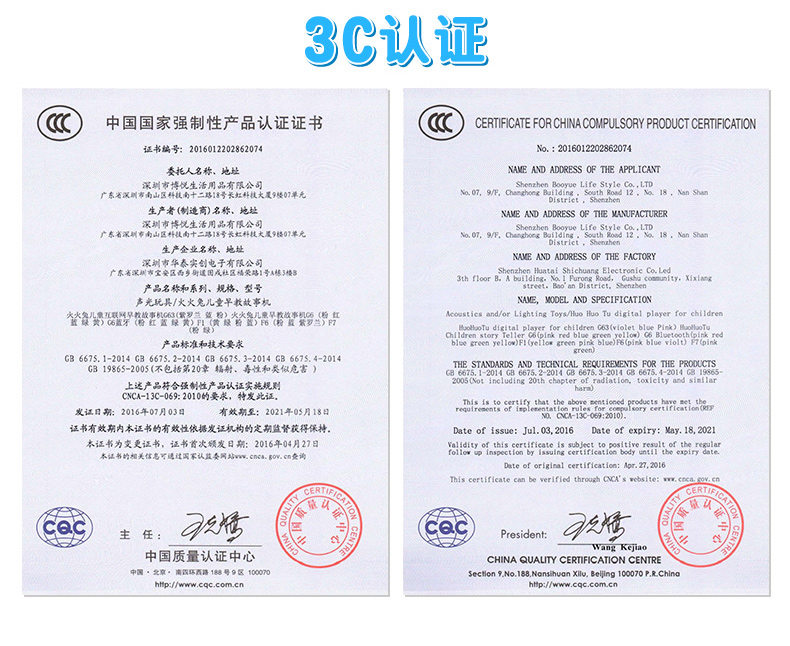 3C认证
CCC
中国国家强制性产品认证证书
证书编号: 2016012202862074
委托人名称、地址
深圳市博悦生活用品有限公司
广东省深圳市南山区科技南十二路18号长虹科技大厦9楼07单元
生产者(制造商)名称、地址
深圳市博悦生活用品有限公司
广东省深圳市南山区科技南十二路18号长虹科技大厦9楼07单元
生产企业名称、地址
深圳市华泰实创电子有限公司
广东省深圳市宝安区西乡街道固戍社区福荣路1号A栋3楼B
产品名称和系列、规格、型号
声光玩具/火火兔儿童早教故事机
火火兔儿童互联网早教故事机G63(紫罗兰 蓝 粉) 火火兔儿童早教故事机G6 (粉 红
蓝 绿 黄) G6蓝牙 (粉 红 蓝 绿 黄) F1 (黄 绿 粉 蓝) F6 (粉 蓝 紫罗兰) F7
(粉 绿)
产品标准和技术要求
GB 6675.1-2014 GB 6675.2-2014 GB 6675.3-2014 GB 6675.4-2014
GB 19865-2005(不包括第20章 辐射、毒性和类似危害 )
上述产品符合强制性产品认证实施规则
CNCA-13C-069:2010的要求,特发此证。
发证日期: 2016年07月03日 有效期至: 2021年05月18日
证书有效期内本证书的有效性依据发证机构的定期监督获得保持。
本证书为变更证书,证书首次颁发日期: 2016年04月27日
本证书的相关信息可通过国家认监委网站www.cnca.gov.cn查询
CQC
主 任:
中国质量认证中心
中国·北京·南四环西路188号9区 100070
http://www.cqc.com.cn
CHINA QUALITY CERTIFICATION CENTRE
中国质量认证中心
CCC
CERTIFICATE FOR CHINA COMPULSORY PRODUCT CERTIFICATION
No. : 2016012202862074
NAME AND ADDRESS OF THE APPLICANT
Shenzhen Booyue Life Style Co.,LTD
No.07, 9/F, Changhong Building , South Road 12 , No. 18 , Nan Shan
District , Shenzhen
NAME AND ADDRESS OF THE MANUFACTURER
Shenzhen Booyue Life Style Co.,LTD
No.07, 9/F, Changhong Building , South Road 12 , No. 18 , Nan Shan
District , Shenzhen
NAME AND ADDRESS OF THE FACTORY
Shenzhen Huatai Shichuang Electronic Co.Led
3th floor B, A building, No.1 Furong Road, Gushu community, Xixiang
street, Bao'an District , Shenzhen
NAME, MODEL AND SPECIFICATION
Acoustics and/or Lighting Toys/Huo Huo Tu digital player for children
HuoHuoTu digital player for children G63(violet blue Pink) HuoHuoTu
Children story Teller G6(pink red blue green yellow) G6 Bluetooth(pink red
blue green yellow)F1(yellow green pink blue)F6(pink blue violt) F7(pink
green)
THE STANDARDS AND TECHNICAL REQUIREMENTS FOR THE PRODUCTS
GB 6675.1-2014 GB 6675.2-2014 GB 6675.3-2014 GB 6675.4-2014 GB 19865-
2005(Not including 20th chapter of radiation, toxicity and similar
harm)
This is to certify that the above mentioned products have met the
requirements of implementation rules for compulsory certification(REF
NO. CNCA-13C-069:2010).
Date of issue: Jul.03,2016 Date of expiry: May.18,2021
Validity of this certificate is subject to positive result of the regular
follow up inspection by issuing certification body until the expiry date.
Date of original certification: Apr.27,2016
This certificate can be verified through CNCA's website: www.cnca.gov.cn
CQC
President:
Wang Kejiao
CHINA QUALITY CERTIFICATION CENTRE
Section 9,No.188,Nansihuan Xilu, Beijing 100070 P.R.China
http://www.cqc.com.cn
CHINA QUALITY CERTIFICATION CENTRE
中国质量认证中心